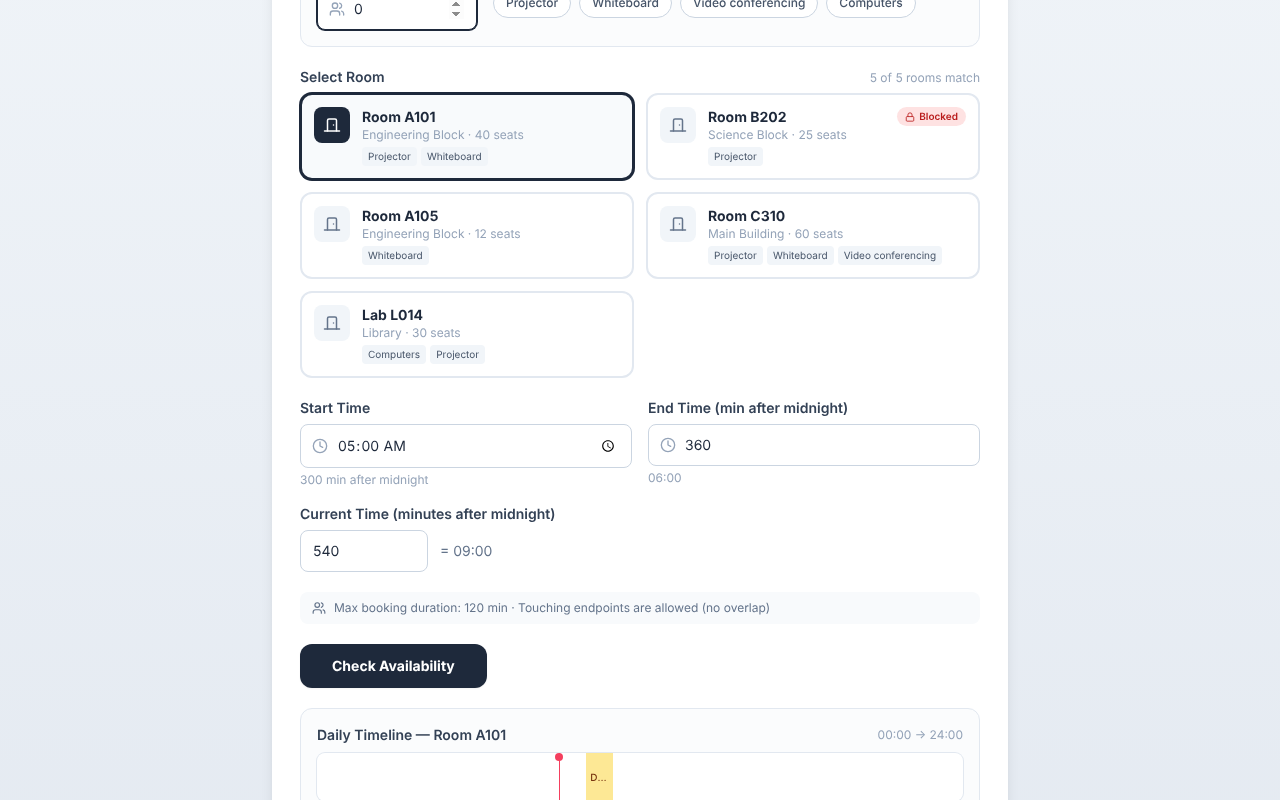 0
Projector Whiteboard Video conferencing Computers
Select Room 5 of 5 rooms match
Room A101
Engineering Block · 40 seats
Projector Whiteboard
Room B202 Blocked
Science Block · 25 seats
Projector
Room A105
Engineering Block · 12 seats
Whiteboard
Room C310
Main Building · 60 seats
Projector Whiteboard Video conferencing
Lab L014
Library · 30 seats
Computers Projector
Start Time
05:00 AM
300 min after midnight
End Time (min after midnight)
360
06:00
Current Time (minutes after midnight)
540 = 09:00
Max booking duration: 120 min · Touching endpoints are allowed (no overlap)
Check Availability
Daily Timeline — Room A101 00:00 → 24:00
D...